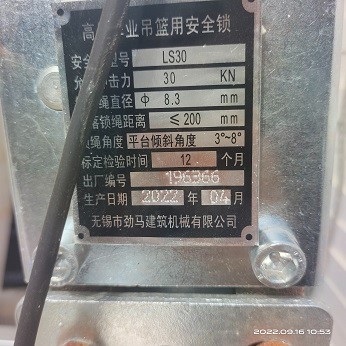 高 业吊篮用安全锁
安全 型号 LS30
允 击力 30 KN
绳直径 ф 8.3 mm
锁绳距离 ≤200 mm
锁绳角度 平台倾斜角度 3°~8°
标定检验时间 12 个月
出厂编号 196366
生产日期 2022 年 04 月
无锡市劲马建筑机械有限公司
2022.09.16 10:53